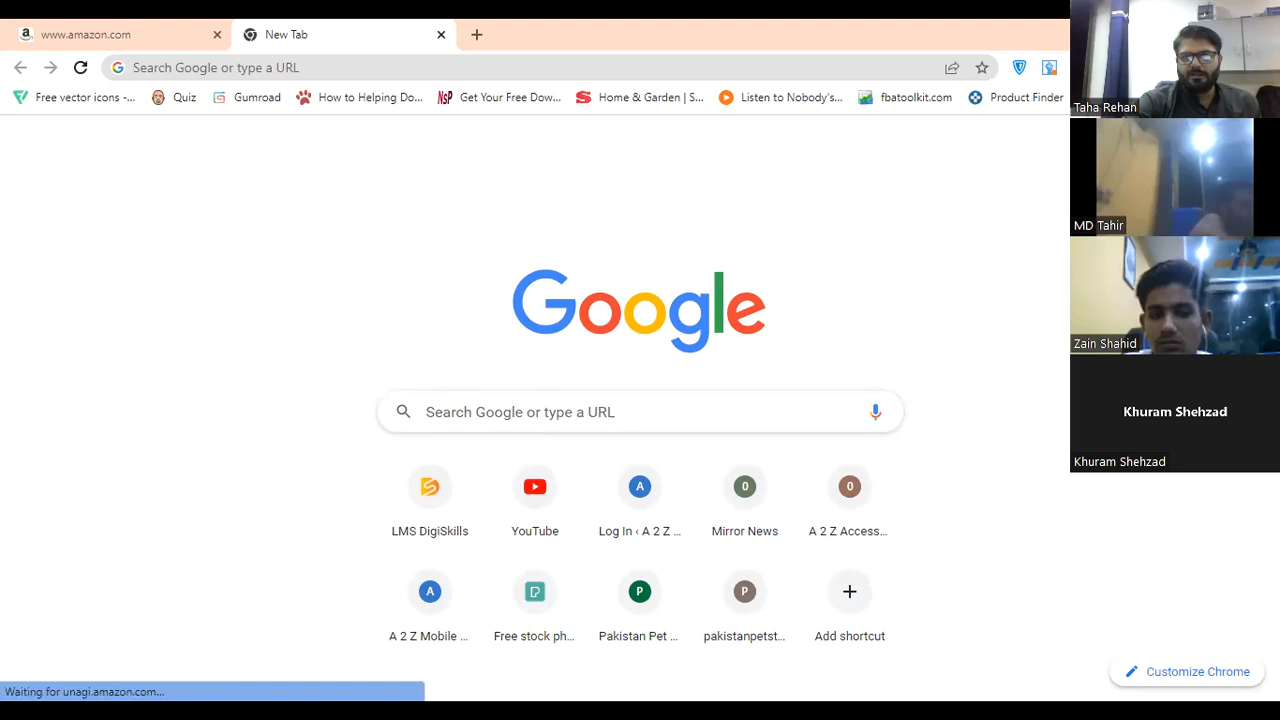 www.amazon.com
New Tab
Search Google or type a URL
Free vector icons -...
Quiz
Gumroad
How to Helping Do...
Get Your Free Dow...
Home & Garden | S...
Listen to Nobody's...
fbatoolkit.com
Product Finder
Google
Search Google or type a URL
LMS DigiSkills
YouTube
Log In ‹ A 2 Z ...
Mirror News
A 2 Z Access...
A 2 Z Mobile ...
Free stock ph...
Pakistan Pet ...
pakistanpetst...
Add shortcut
Customize Chrome
Waiting for unagi.amazon.com...
Taha Rehan
MD Tahir
Zain Shahid
Khuram Shehzad
Khuram Shehzad